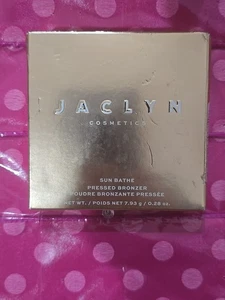 JACLYN
COSMETICS
SUN BATHE
PRESSED BRONZER
POUDRE BRONZANTE PRESSÉE
NET WT. / POIDS NET 7.93 g / 0.28 oz.